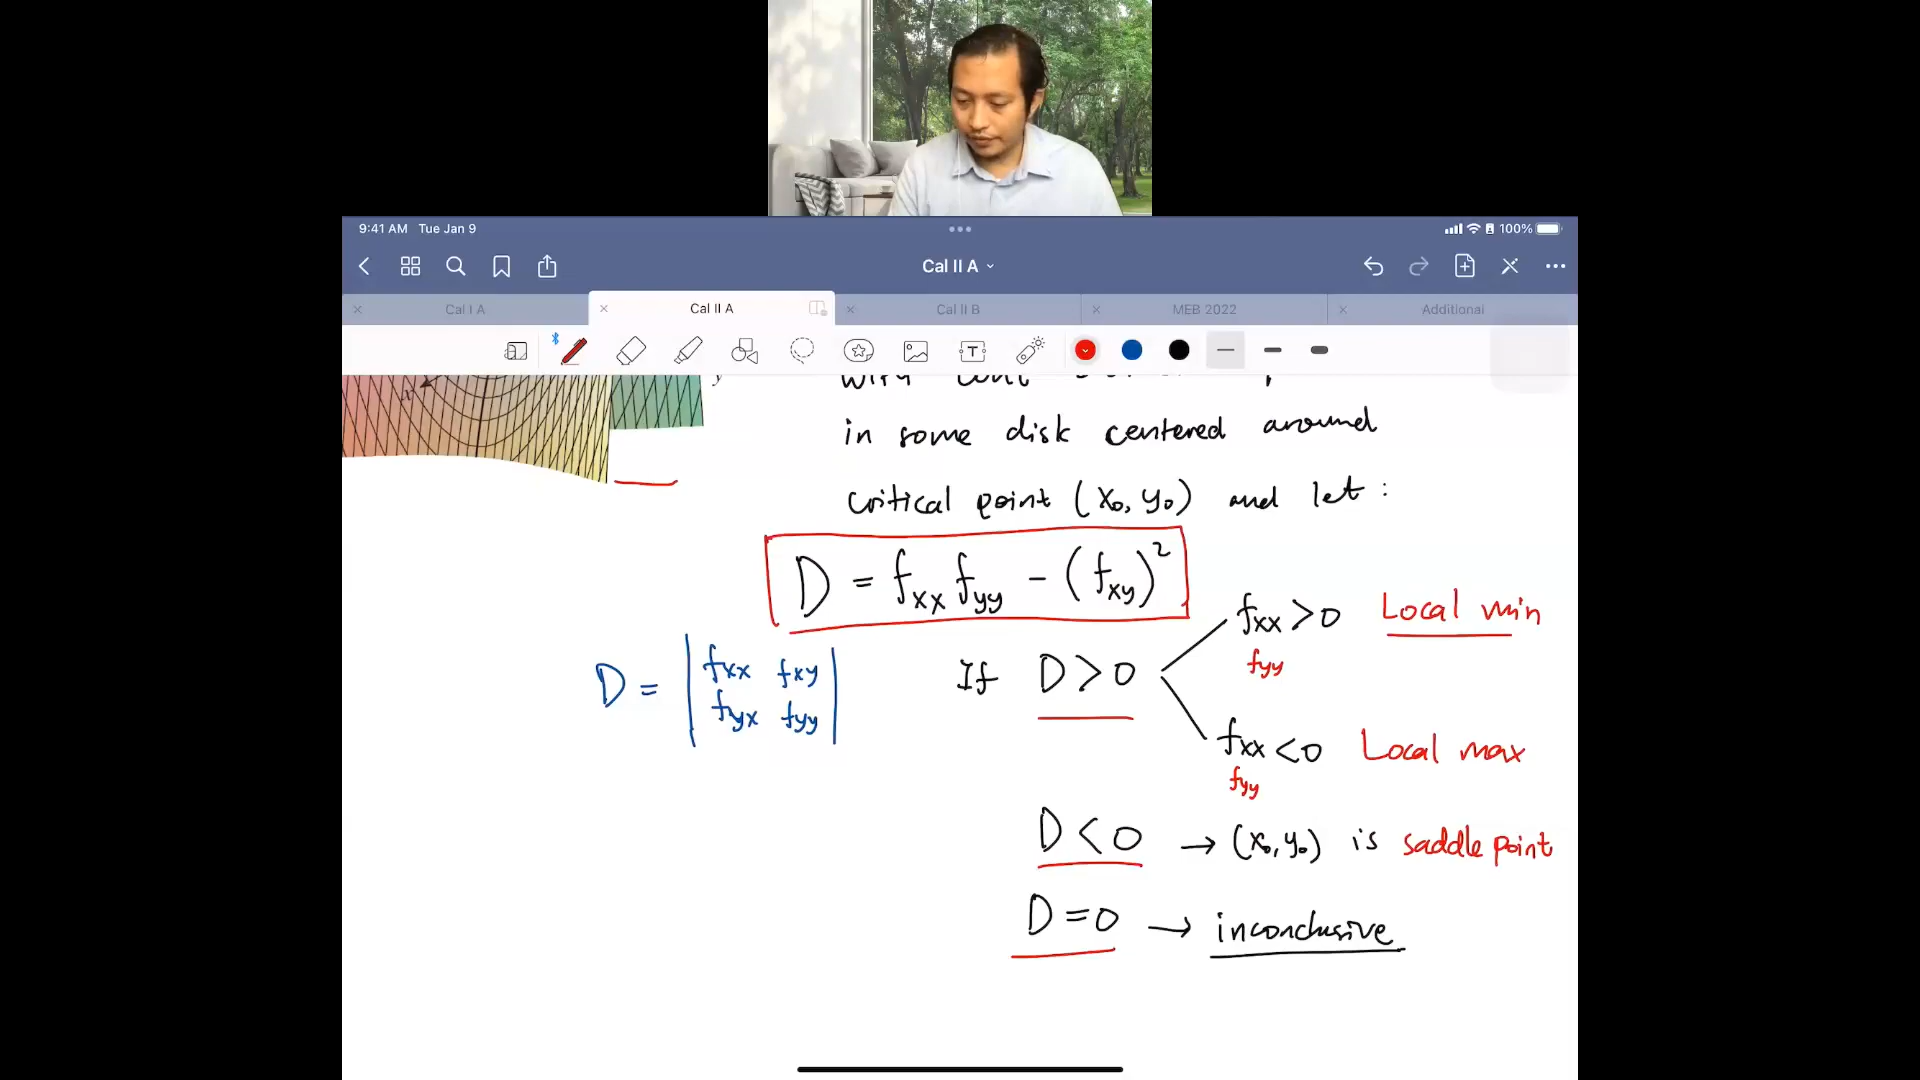 9:41 AM Tue Jan 9
100%
Cal II A
Cal I A
Cal II A
Cal II B
MEB 2022
Additional
T
x
y
in some disk centered around
critical point (x₀, y₀) and let :
D = fxx fyy - (fxy)²
fxx > 0 Local min
fyy
D = | fxx fxy |
| fyx fyy |
If D > 0
fxx < 0 Local max
fyy
D < 0 → (x₀, y₀) is saddle point
D = 0 → inconclusive